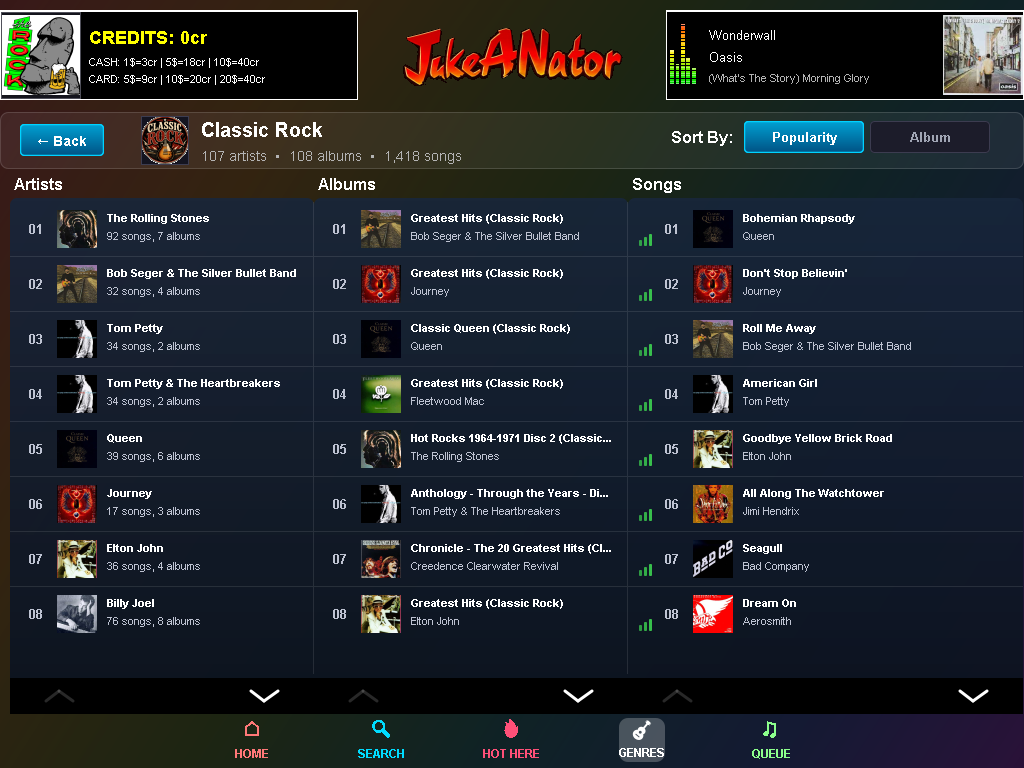 ROCK
CREDITS: 0cr
CASH: 1$=3cr | 5$=18cr | 10$=40cr
CARD: 5$=9cr | 10$=20cr | 20$=40cr
JukeANator
Wonderwall
Oasis
(What's The Story) Morning Glory
oasis
← Back
CLASSIC ROCK
Classic Rock
107 artists • 108 albums • 1,418 songs
Sort By:
Popularity
Album
Artists
01
The Rolling Stones
92 songs, 7 albums
02
Bob Seger & The Silver Bullet Band
32 songs, 4 albums
03
Tom Petty
34 songs, 2 albums
04
Tom Petty & The Heartbreakers
34 songs, 2 albums
05
QUEEN
Queen
39 songs, 6 albums
06
Journey
17 songs, 3 albums
07
Elton John
36 songs, 4 albums
08
Billy Joel
76 songs, 8 albums
Albums
01
Greatest Hits (Classic Rock)
Bob Seger & The Silver Bullet Band
02
Greatest Hits (Classic Rock)
Journey
03
QUEEN
Classic Queen (Classic Rock)
Queen
04
Greatest Hits (Classic Rock)
Fleetwood Mac
05
Hot Rocks 1964-1971 Disc 2 (Classic...
The Rolling Stones
06
Anthology - Through the Years - Di...
Tom Petty & The Heartbreakers
07
Chronicle - The 20 Greatest Hits (Cl...
Creedence Clearwater Revival
08
Greatest Hits (Classic Rock)
Elton John
Songs
01
QUEEN
Bohemian Rhapsody
Queen
02
Don't Stop Believin'
Journey
03
Roll Me Away
Bob Seger & The Silver Bullet Band
04
American Girl
Tom Petty
05
Goodbye Yellow Brick Road
Elton John
06
All Along The Watchtower
Jimi Hendrix
07
BAD CO
Seagull
Bad Company
08
Dream On
Aerosmith
HOME
SEARCH
HOT HERE
GENRES
QUEUE